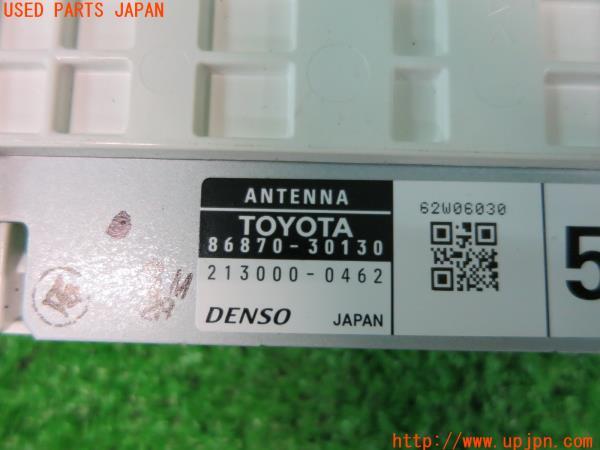 USED PARTS JAPAN
ANTENNA
TOYOTA
86870-30130
213000-0462
DENSO JAPAN
62W06030
5
http://www.upjpn.com